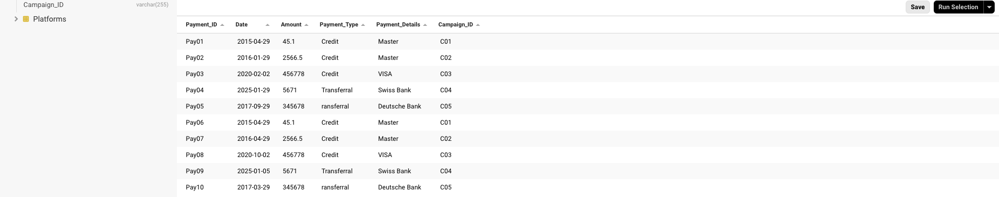 Campaign_ID varchar(255)
Platforms
Save Run Selection
Payment_ID Date Amount Payment_Type Payment_Details Campaign_ID
Pay01 2015-04-29 45.1 Credit Master C01
Pay02 2016-01-29 2566.5 Credit Master C02
Pay03 2020-02-02 456778 Credit VISA C03
Pay04 2025-01-29 5671 Transferral Swiss Bank C04
Pay05 2017-09-29 345678 ransferral Deutsche Bank C05
Pay06 2015-04-29 45.1 Credit Master C01
Pay07 2016-04-29 2566.5 Credit Master C02
Pay08 2020-10-02 456778 Credit VISA C03
Pay09 2025-01-05 5671 Transferral Swiss Bank C04
Pay10 2017-03-29 345678 ransferral Deutsche Bank C05